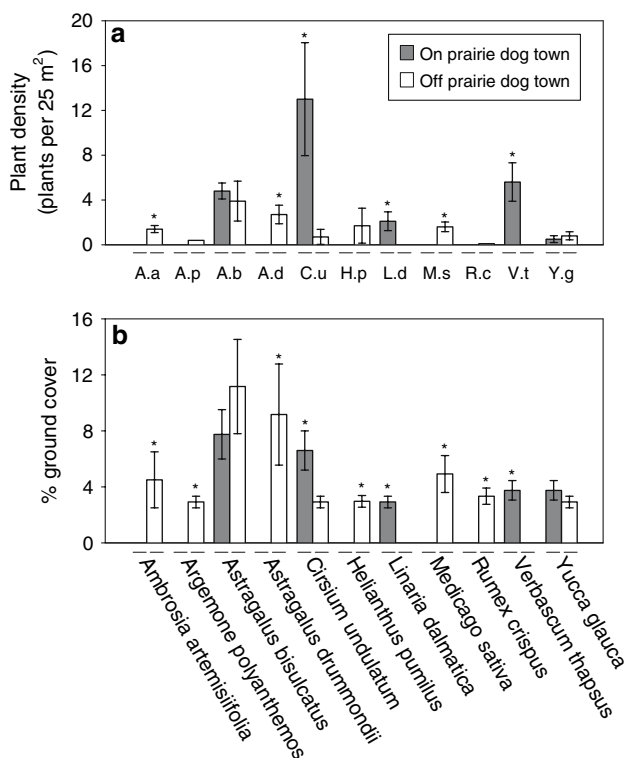 a
Plant density
(plants per 25 m²)
20
16
12
8
4
0
On prairie dog town
Off prairie dog town
*
*
*
*
*
*
A.a A.p A.b A.d C.u H.p L.d M.s R.c V.t Y.g
b
% ground cover
16
12
8
4
0
*
*
*
*
*
*
*
*
*
Ambrosia artemisiifolia
Argemone polyanthemos
Astragalus bisulcatus
Astragalus drummondii
Cirsium undulatum
Helianthus pumilus
Linaria dalmatica
Medicago sativa
Rumex crispus
Verbascum thapsus
Yucca glauca